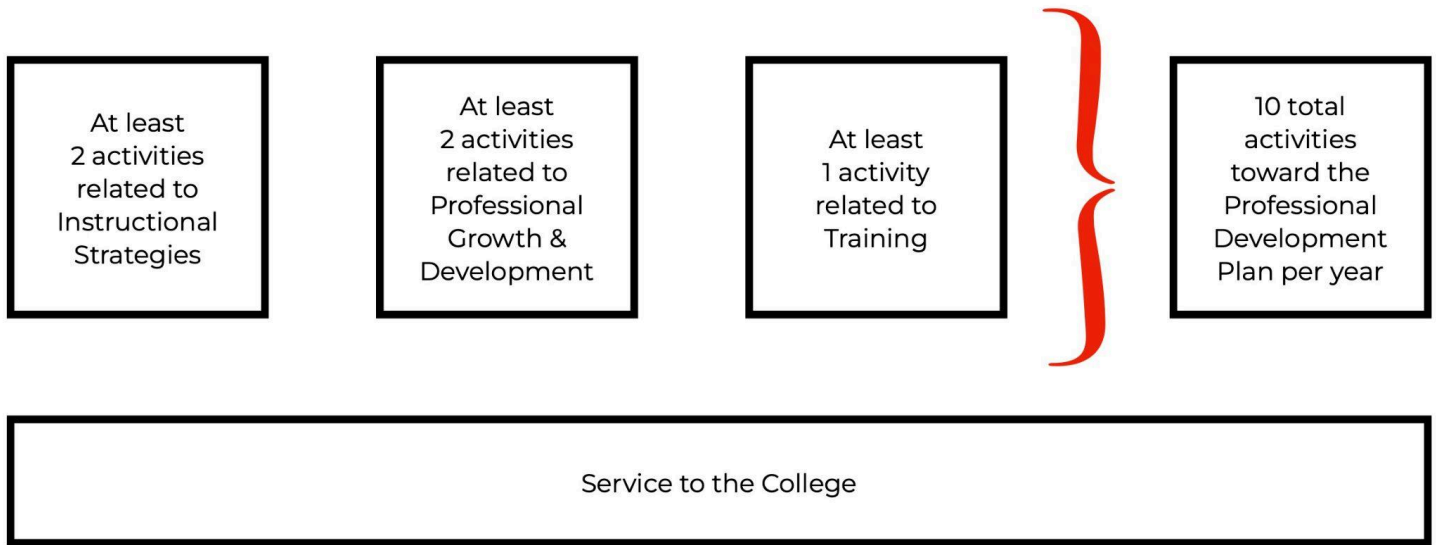 At least
2 activities
related to
Instructional
Strategies
At least
2 activities
related to
Professional
Growth &
Development
At least
1 activity
related to
Training
10 total
activities
toward the
Professional
Development
Plan per year
Service to the College